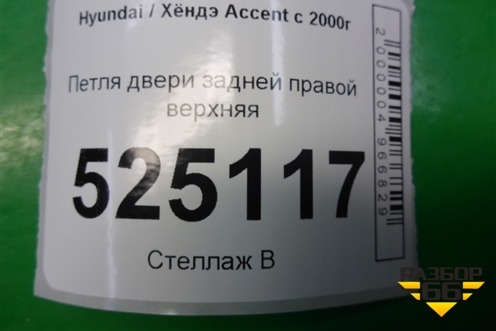 Hyundai / Хёндэ Accent с 2000г
Петля двери задней правой
верхняя
525117
Стеллаж В
2000004966829
РАЗБОР
66